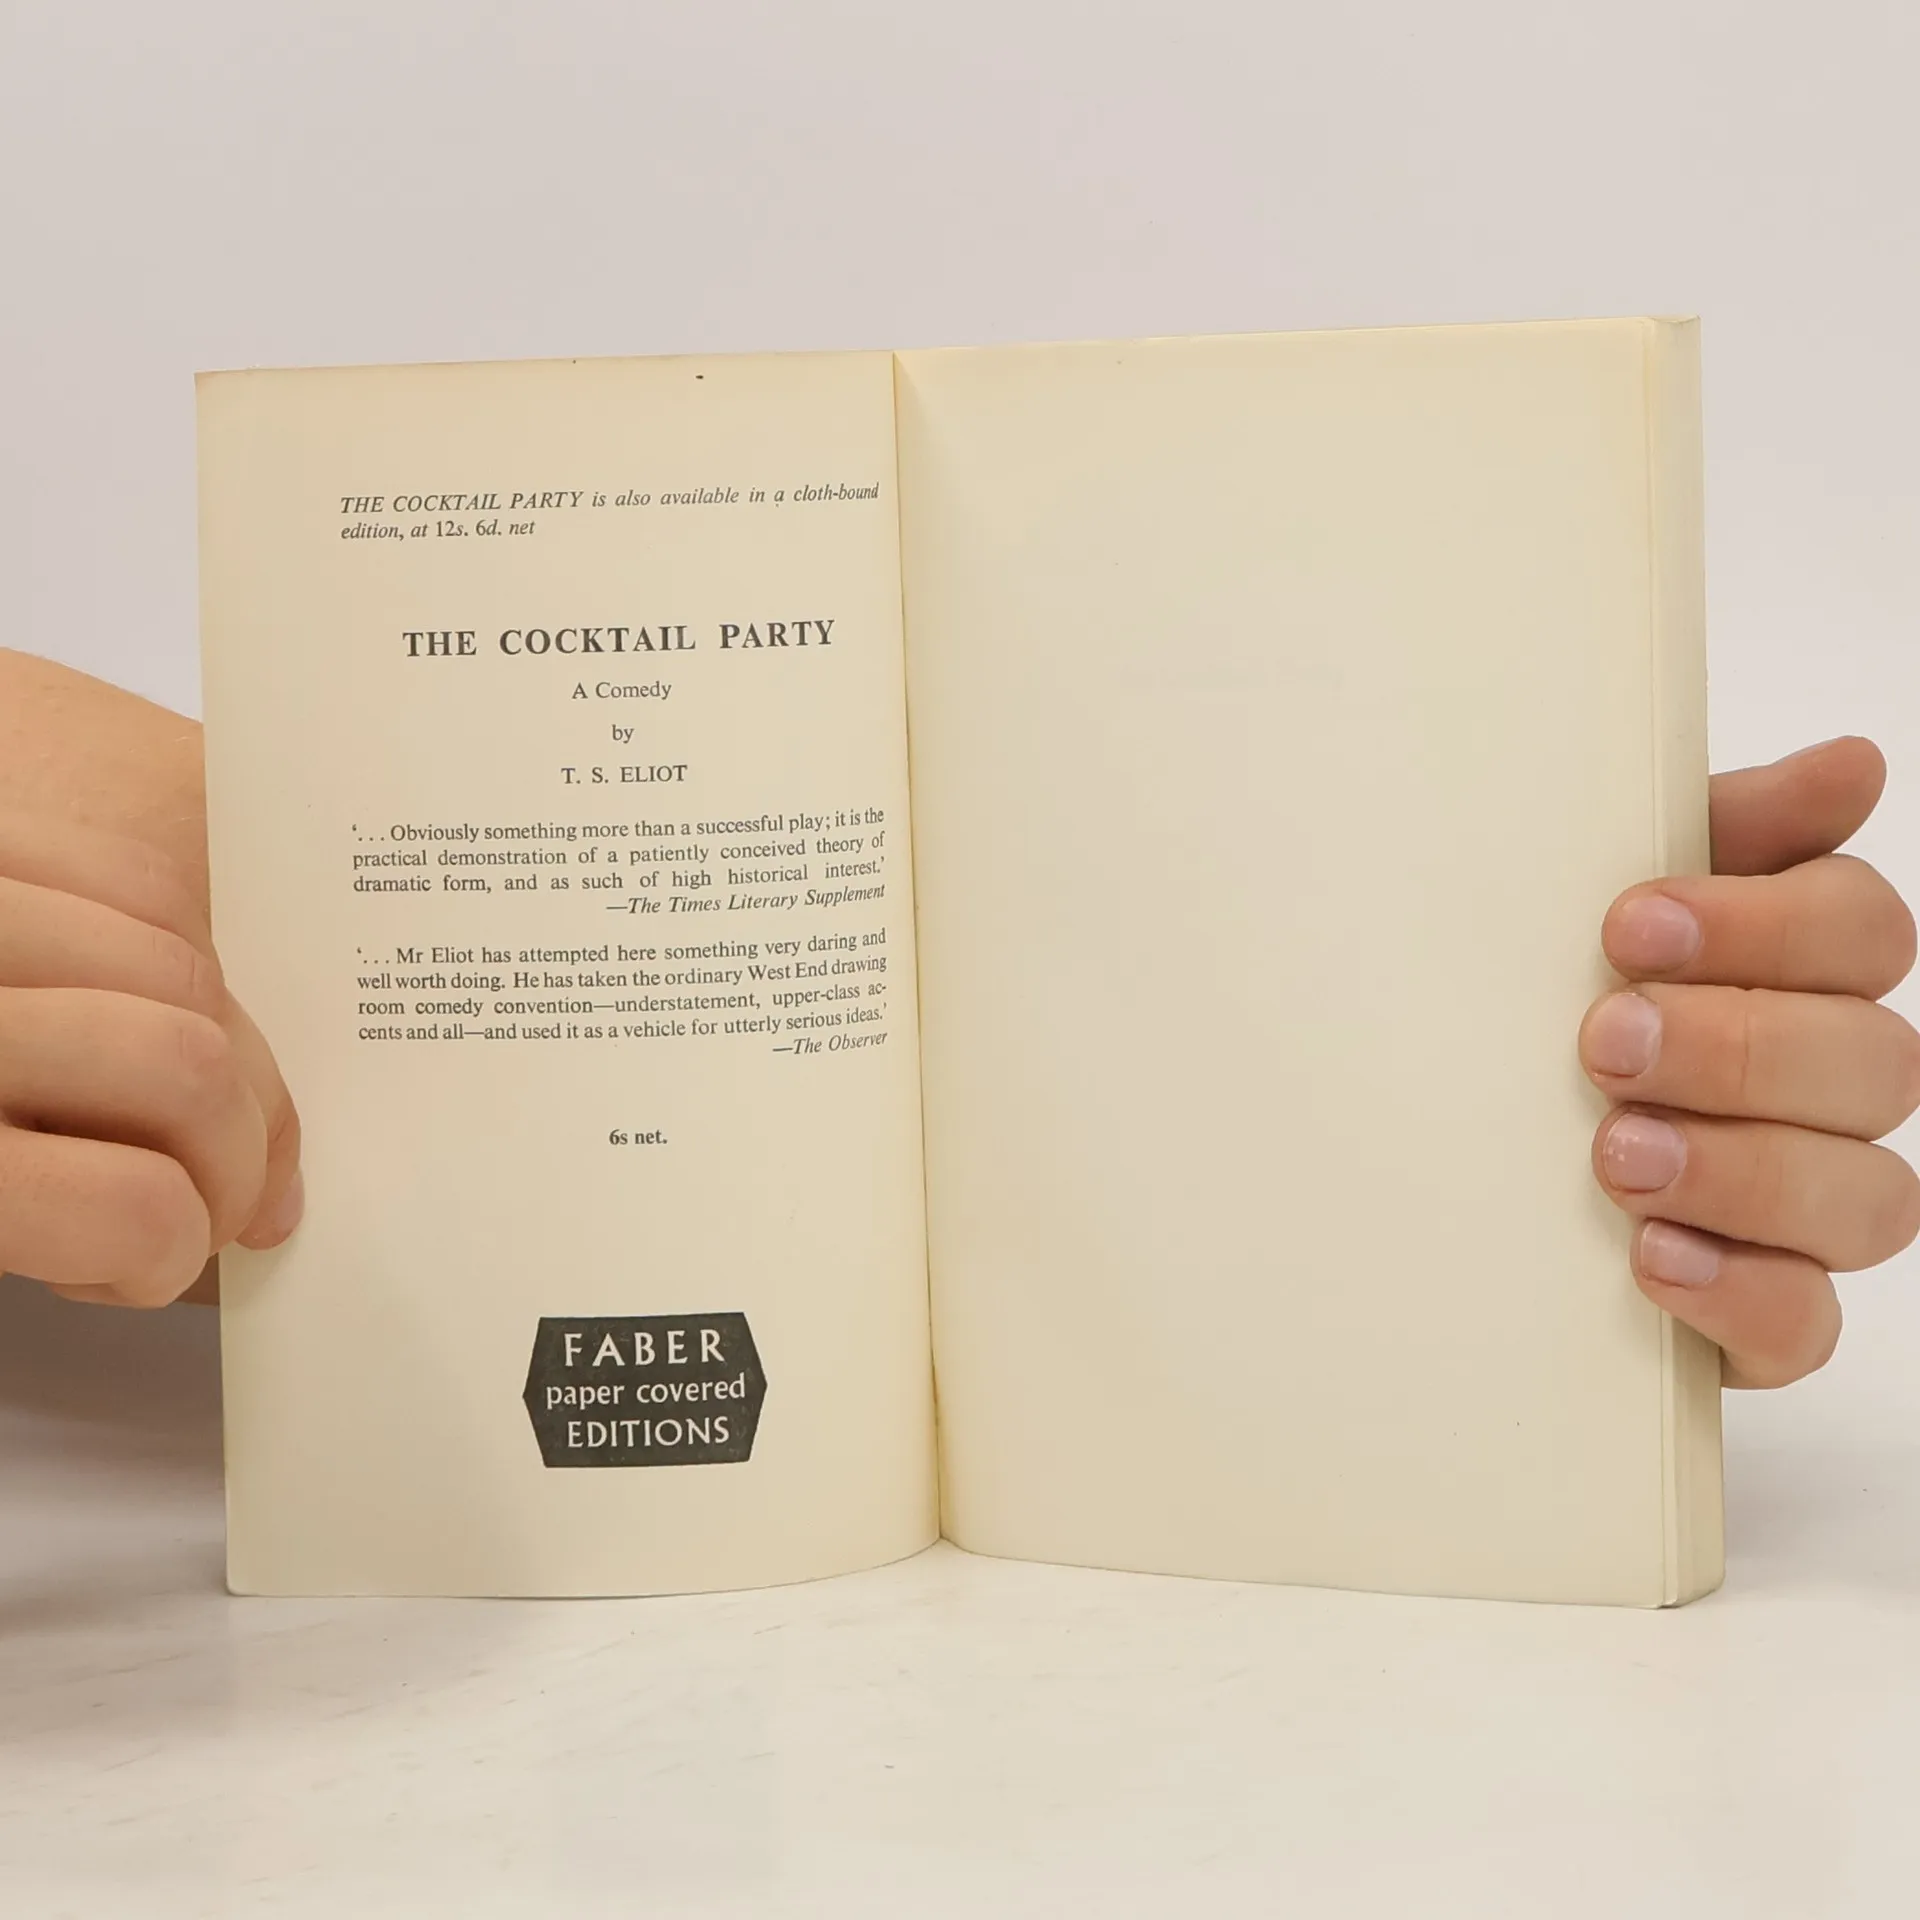 THE COCKTAIL PARTY is also available in a cloth-bound
edition, at 12s. 6d. net
THE COCKTAIL PARTY
A Comedy
by
T. S. ELIOT
‘. . . Obviously something more than a successful play; it is the
practical demonstration of a patiently conceived theory of
dramatic form, and as such of high historical interest.’
—The Times Literary Supplement
‘. . . Mr Eliot has attempted here something very daring and
well worth doing. He has taken the ordinary West End drawing
room comedy convention—understatement, upper-class ac-
cents and all—and used it as a vehicle for utterly serious ideas.’
—The Observer
6s net.
FABER
paper covered
EDITIONS